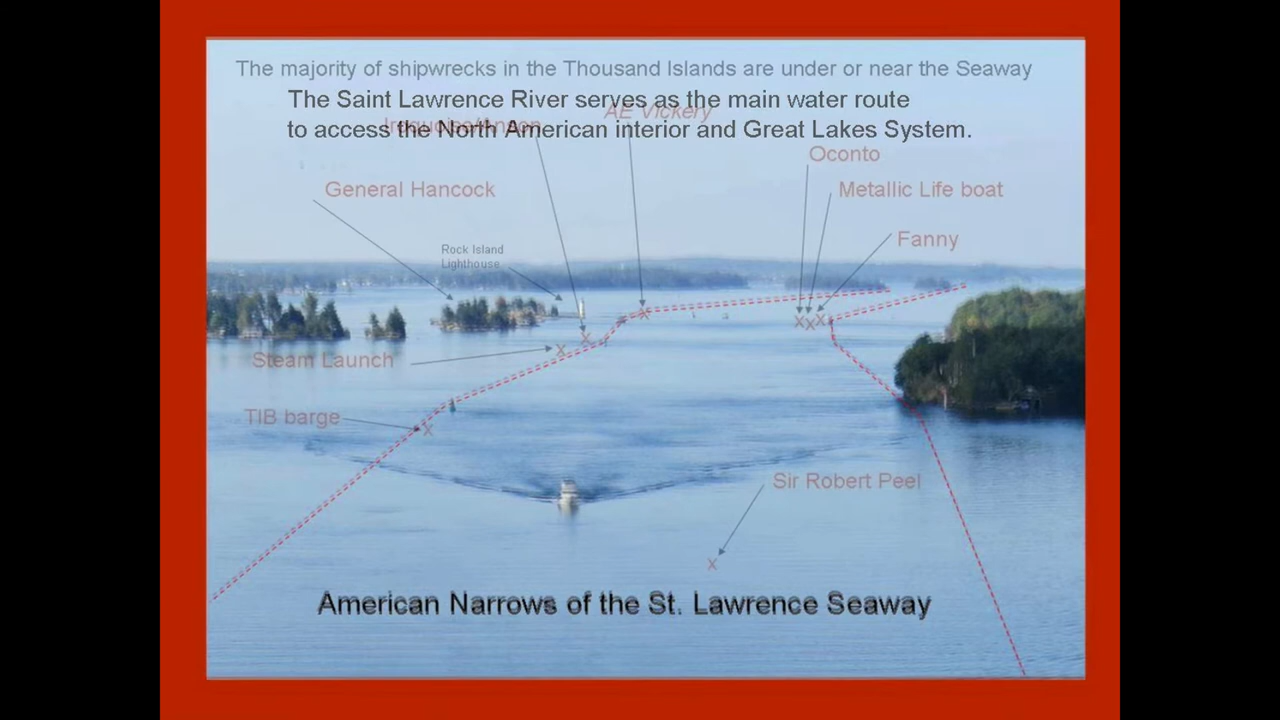 The majority of shipwrecks in the Thousand Islands are under or near the Seaway
The Saint Lawrence River serves as the main water route
to access the North American interior and Great Lakes System.
AE Vickery
Iroquoise/Anson
Oconto
General Hancock
Metallic Life boat
Fanny
Rock Island
Lighthouse
X
X
X X X
Steam Launch
X
TIB barge
X
Sir Robert Peel
X
American Narrows of the St. Lawrence Seaway